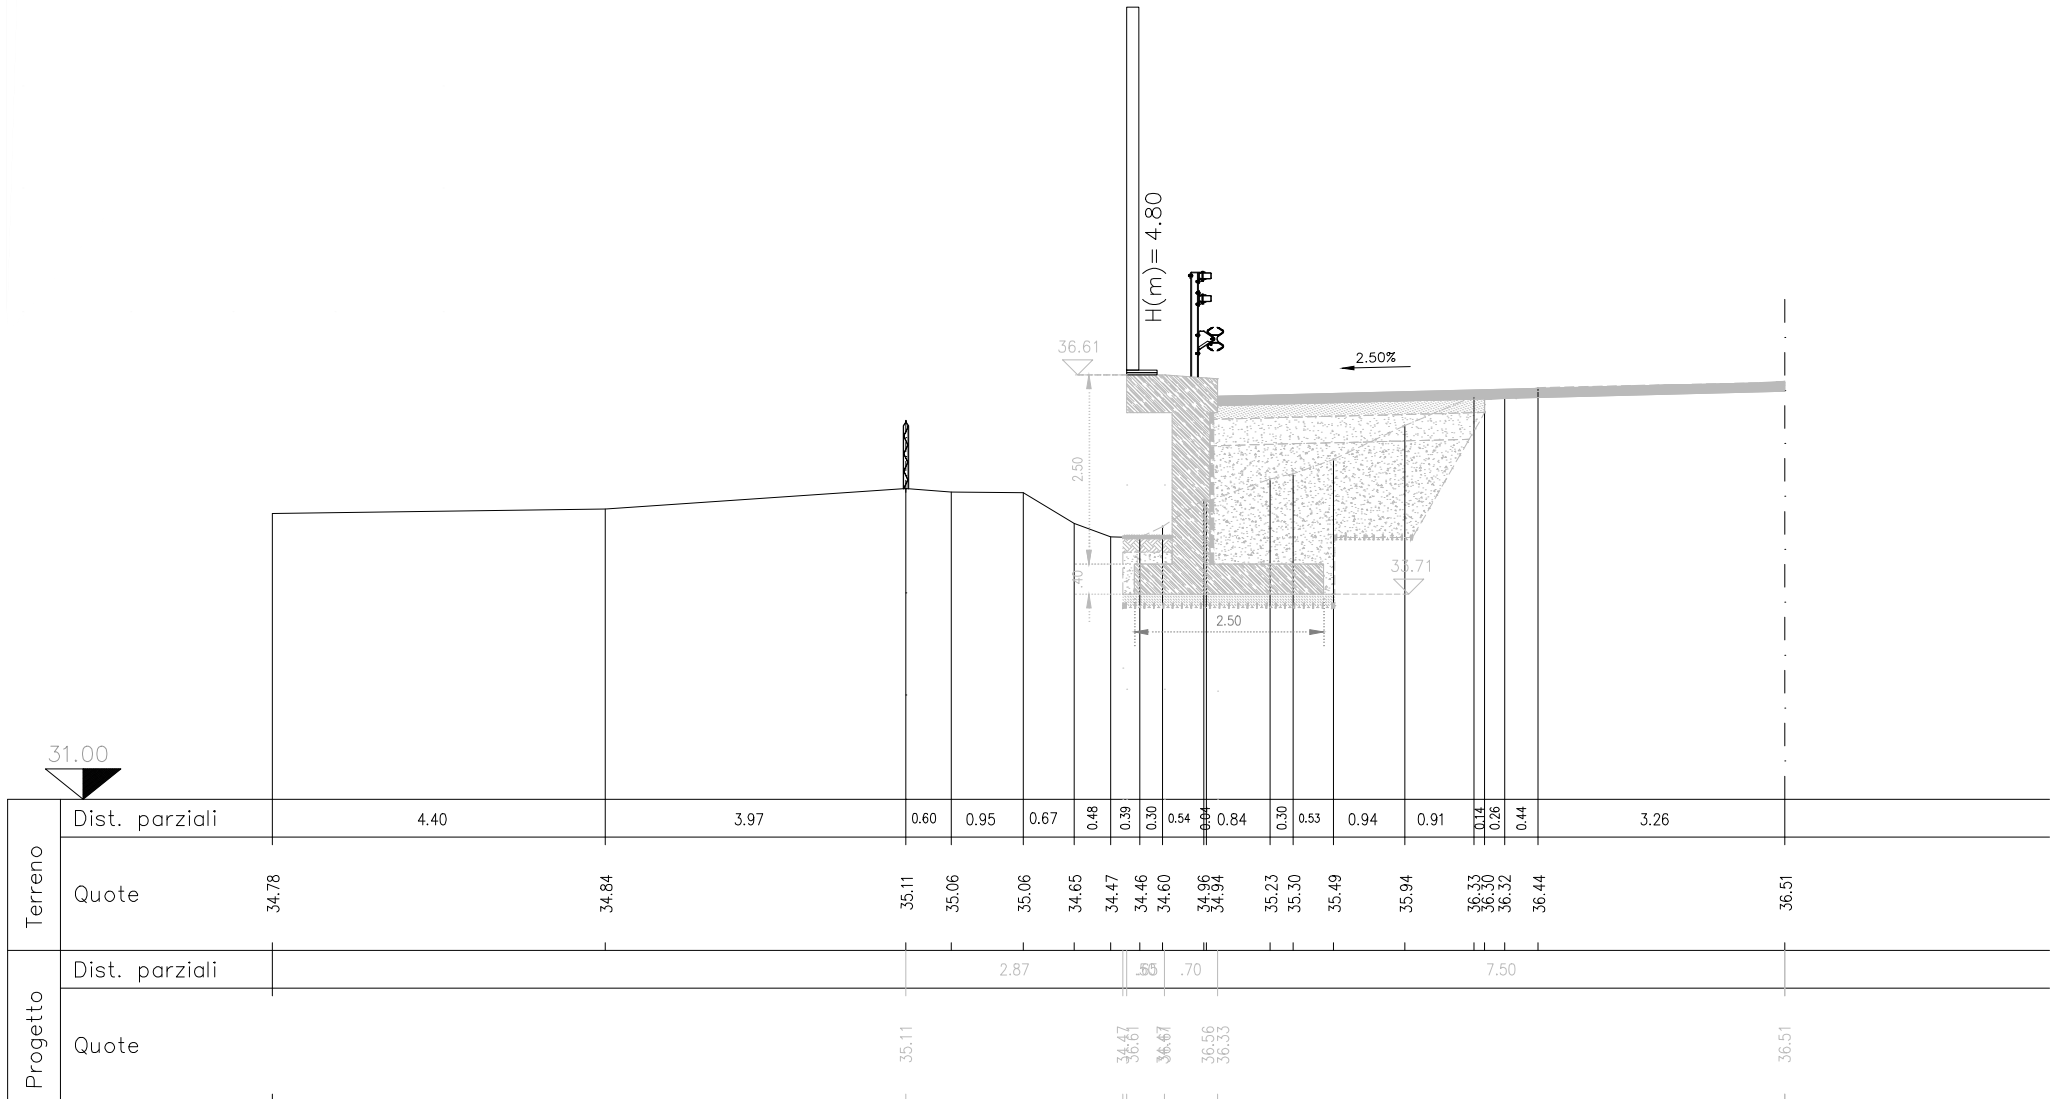 H(m)= 4.80
36.61
2.50%
2.50
.40
33.71
2.50
31.00
Terreno
Dist. parziali
4.40 3.97 0.60 0.95 0.67 0.48 0.39 0.30 0.54 0.04 0.84 0.30 0.53 0.94 0.91 0.14 0.26 0.44 3.26
Quote
34.78 34.84 35.11 35.06 35.06 34.65 34.47 34.46 34.60 34.96 34.94 35.23 35.30 35.49 35.94 36.33 36.30 36.32 36.44 36.51
Progetto
Dist. parziali
2.87 .70 7.50
Quote
35.11 34.47 36.61 36.56 36.33 36.51